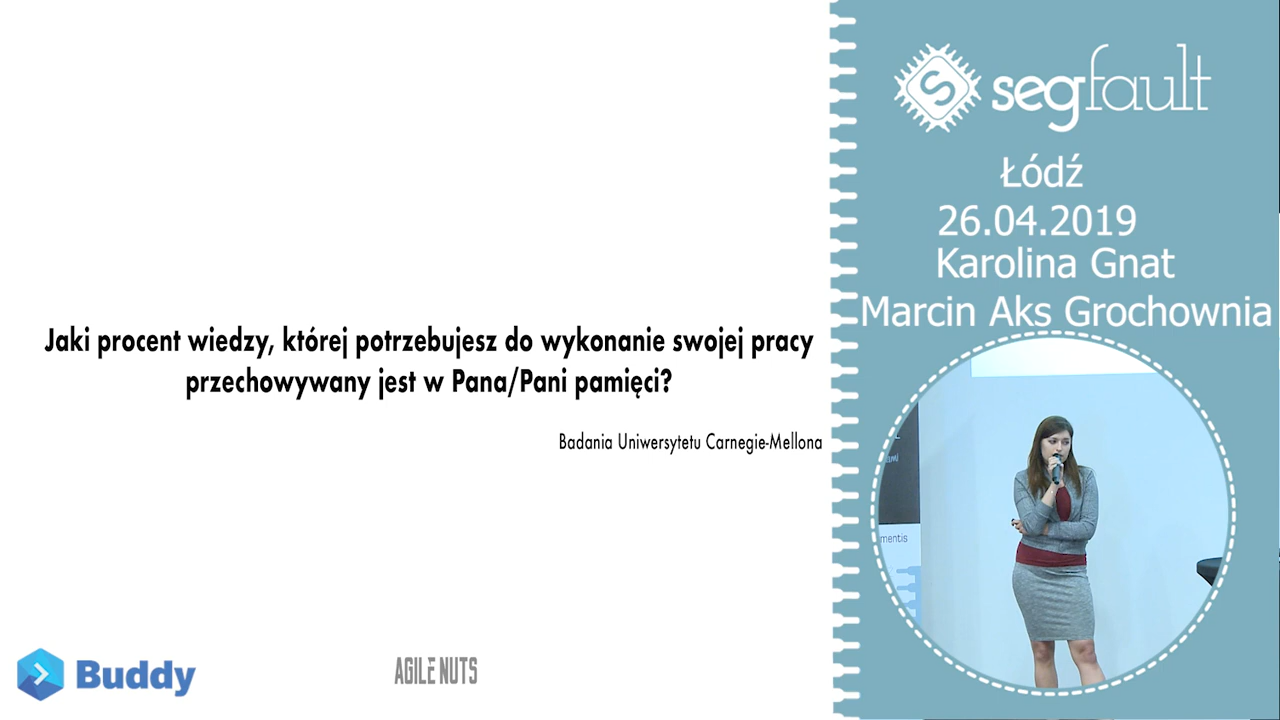 Jaki procent wiedzy, której potrzebujesz do wykonanie swojej pracy
przechowywany jest w Pana/Pani pamięci?
Badania Uniwersytetu Carnegie-Mellona
Buddy
AGILE NUTS
segfault
Łódź
26.04.2019
Karolina Gnat
Marcin Aks Grochownia
mentis